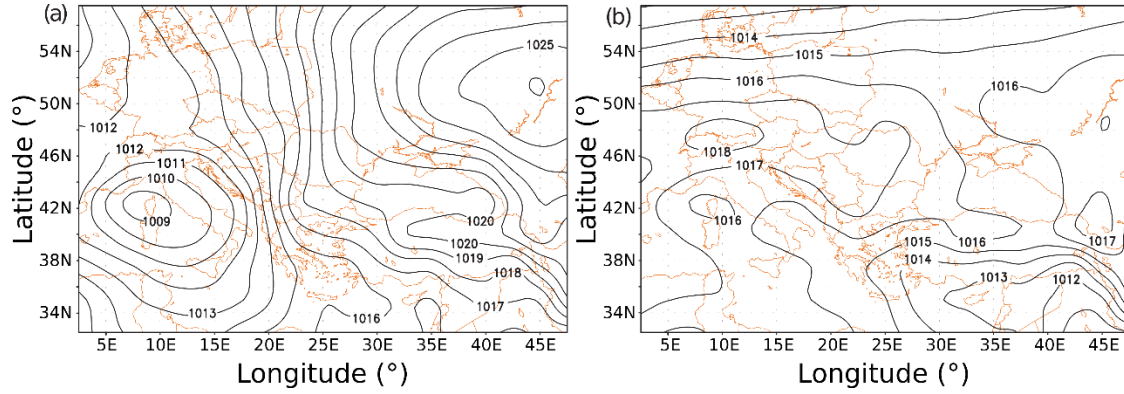 (a)
54N
50N
46N
42N
38N
34N
Latitude (°)
1025
1012
1012
1011
1010
1009
1020
1020
1019
1018
1017
1016
1013
5E 10E 15E 20E 25E 30E 35E 40E 45E
Longitude (°)
(b)
54N
50N
46N
42N
38N
34N
Latitude (°)
1014
1015
1016
1016
1018
1017
1016
1015
1016
1017
1014
1013
1012
5E 10E 15E 20E 25E 30E 35E 40E 45E
Longitude (°)